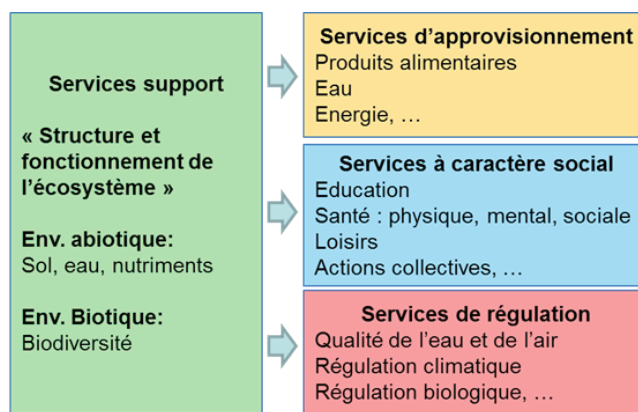 Services support
« Structure et
fonctionnement de
l'écosystème »
Env. abiotique:
Sol, eau, nutriments
Env. Biotique:
Biodiversité
Services d'approvisionnement
Produits alimentaires
Eau
Energie, …
Services à caractère social
Education
Santé : physique, mental, sociale
Loisirs
Actions collectives, …
Services de régulation
Qualité de l'eau et de l'air
Régulation climatique
Régulation biologique, …